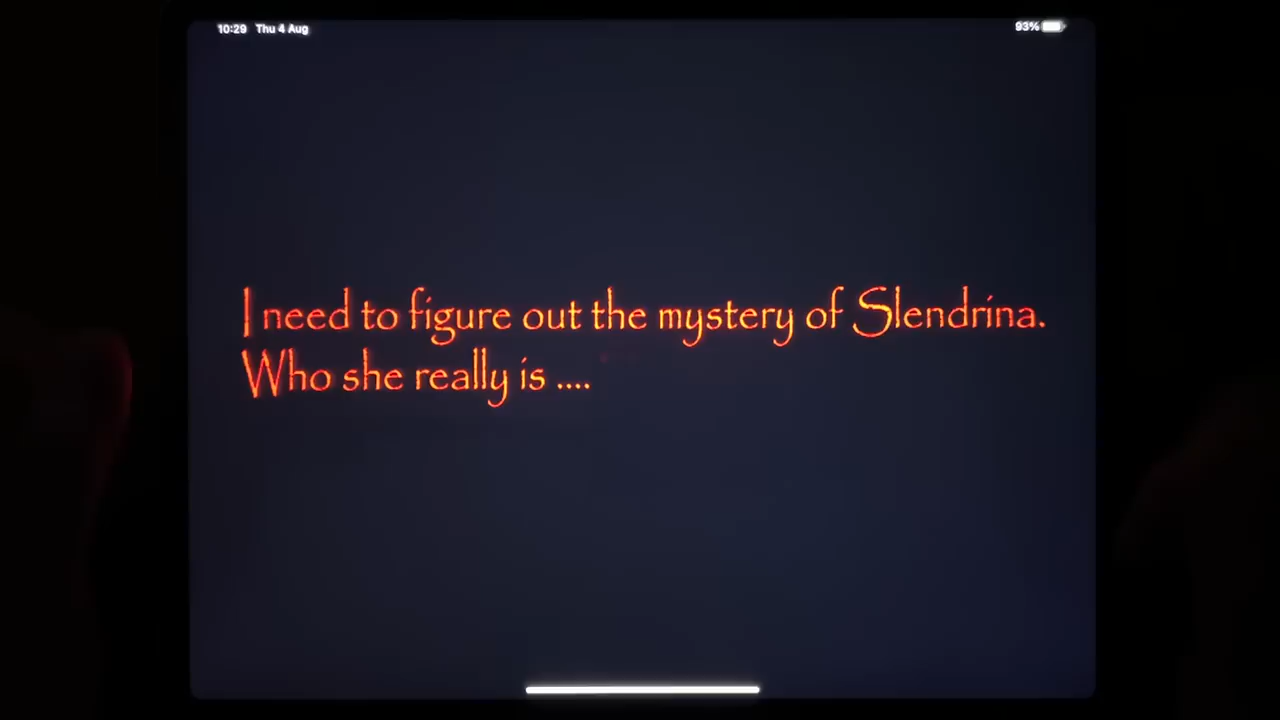 10:29 Thu 4 Aug
93%
I need to figure out the mystery of Slendrina.
Who she really is ....